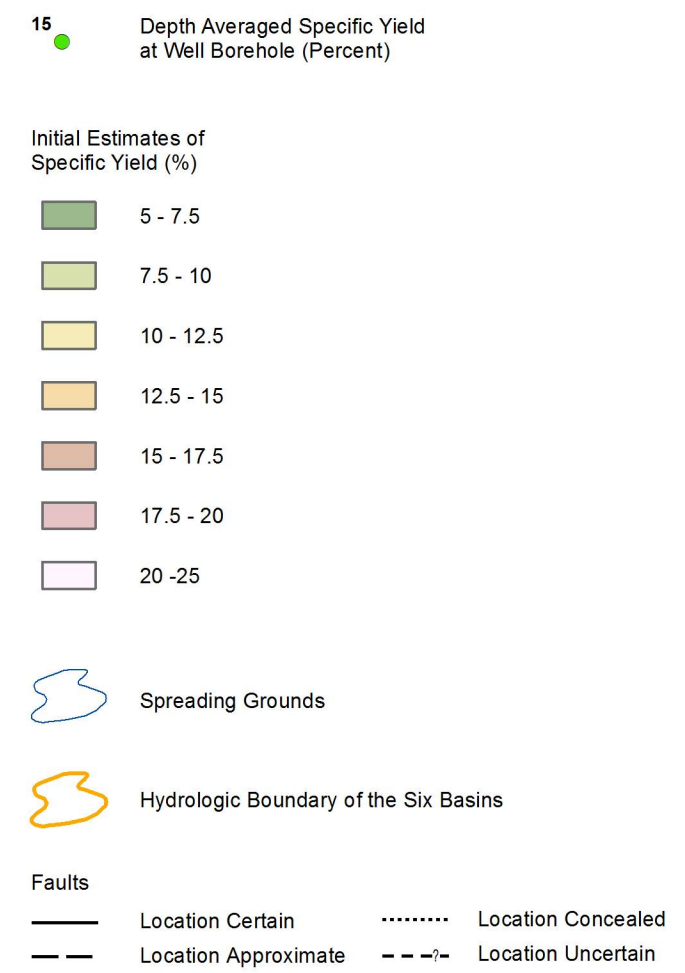 15
Depth Averaged Specific Yield
at Well Borehole (Percent)
Initial Estimates of
Specific Yield (%)
5 - 7.5
7.5 - 10
10 - 12.5
12.5 - 15
15 - 17.5
17.5 - 20
20 -25
Spreading Grounds
Hydrologic Boundary of the Six Basins
Faults
Location Certain
Location Concealed
Location Approximate
?
Location Uncertain